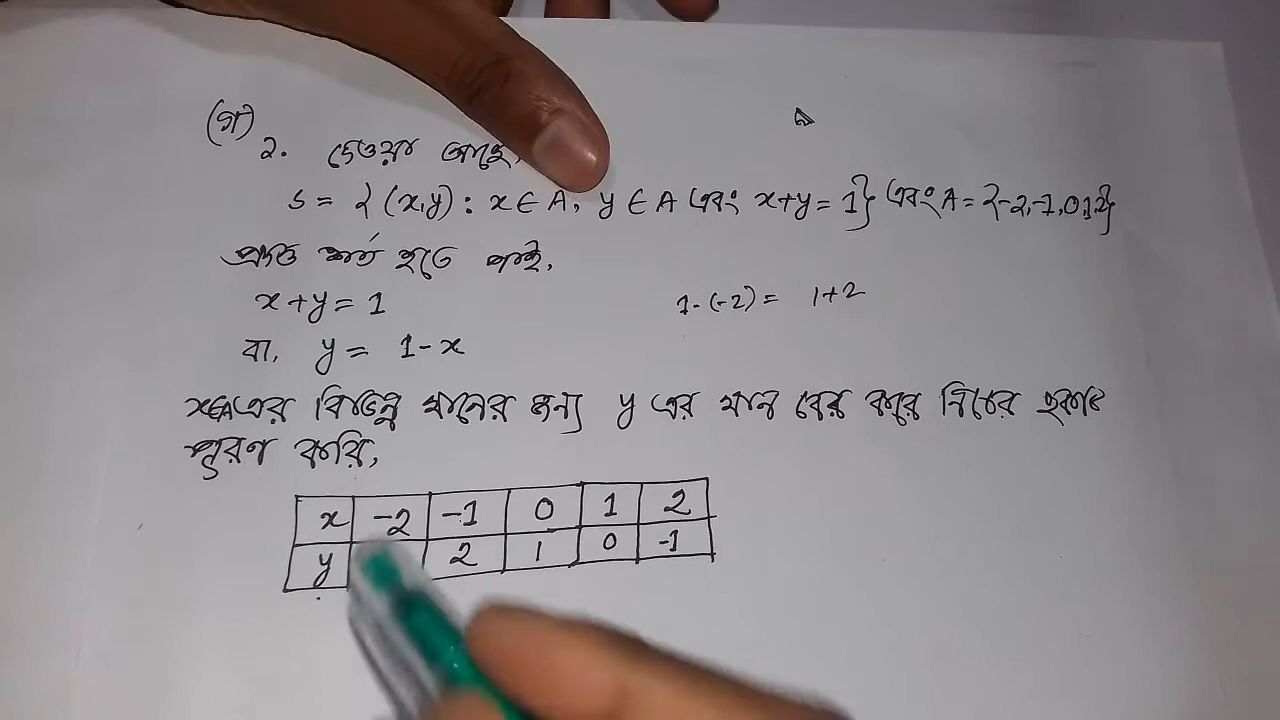 (গ)
2. দেওয়া আছে,
S = { (x,y) : x ∈ A, y ∈ A এবং x+y = 1} এবং A = {-2,-1,0,1,2}
প্রদত্ত শর্ত হতে পাই,
x+y = 1
1-(-2) = 1+2
বা, y = 1-x
x∈A এর বিভিন্ন মানের জন্য y এর মান বের করে নিচের ছকটি
পূরণ করি,
x -2 -1 0 1 2
y 2 1 0 -1